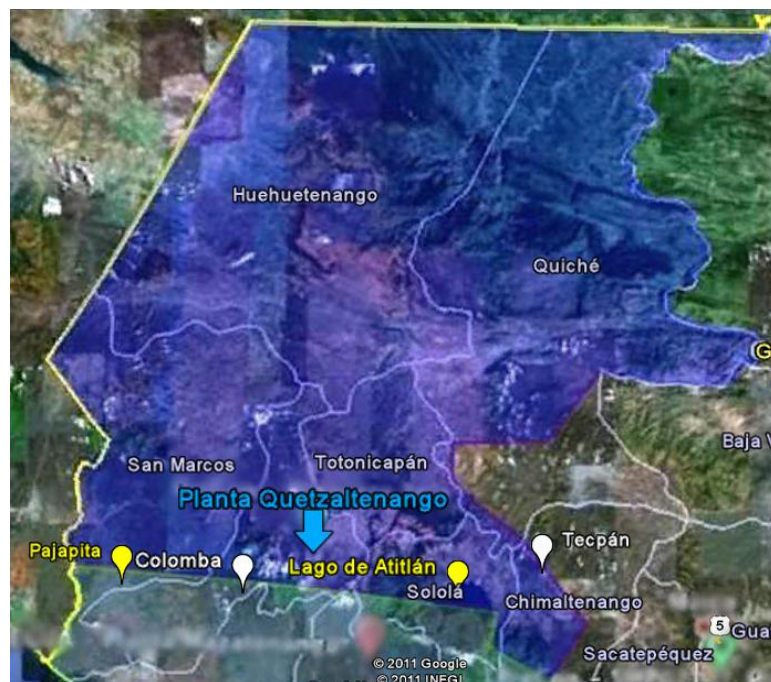 Huehuetenango
Quiché
Baja V
San Marcos
Totonicapán
Planta Quetzaltenango
Tecpán
Pajapita
Colomba
Lago de Atitlán
Sololá
Chimaltenango
5
Gua
Sacatepéquez
© 2011 Google
© 2011 INEGI